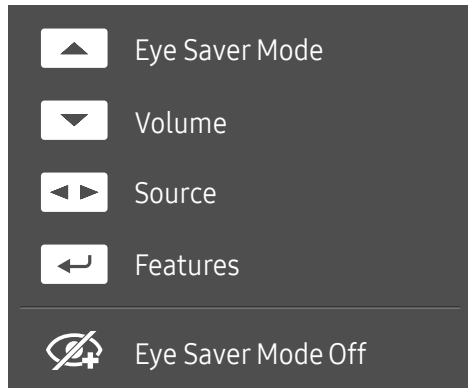 Eye Saver Mode
Volume
Source
Features
Eye Saver Mode Off